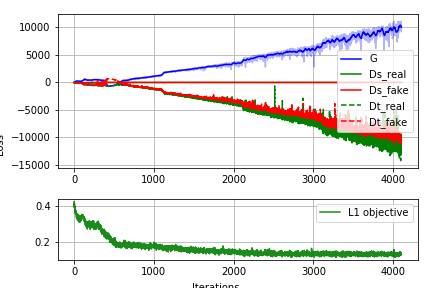 10000
5000
0
−5000
−10000
−15000
Loss
G
Ds_real
Ds_fake
Dt_real
Dt_fake
0
1000
2000
3000
4000
0.4
0.2
L1 objective
0
1000
2000
3000
4000
Iterations